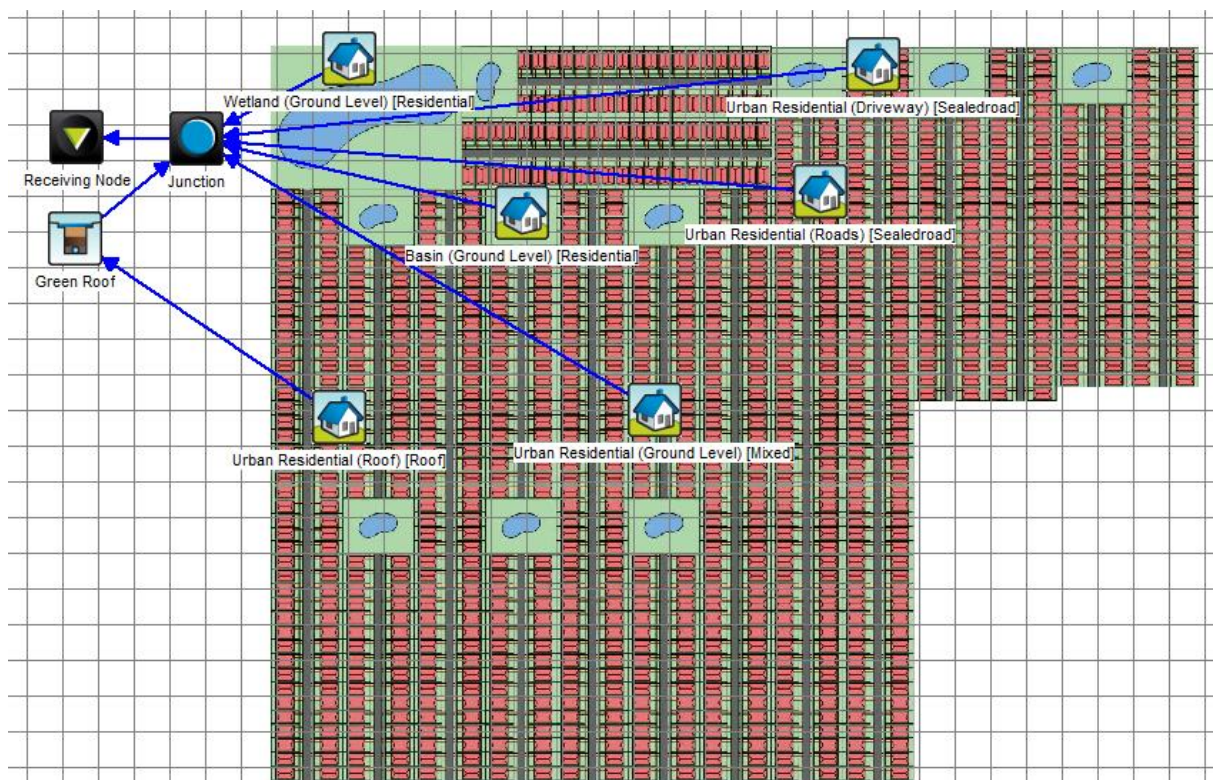 Wetland (Ground Level) [Residential]
Urban Residential (Driveway) [Sealedroad]
Receiving Node
Junction
Urban Residential (Roads) [Sealedroad]
Basin (Ground Level) [Residential]
Green Roof
Urban Residential (Ground Level) [Mixed]
Urban Residential (Roof) [Roof]